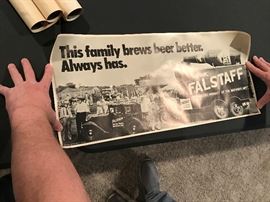 This family brews beer better.
Always has.
FALSTAFF